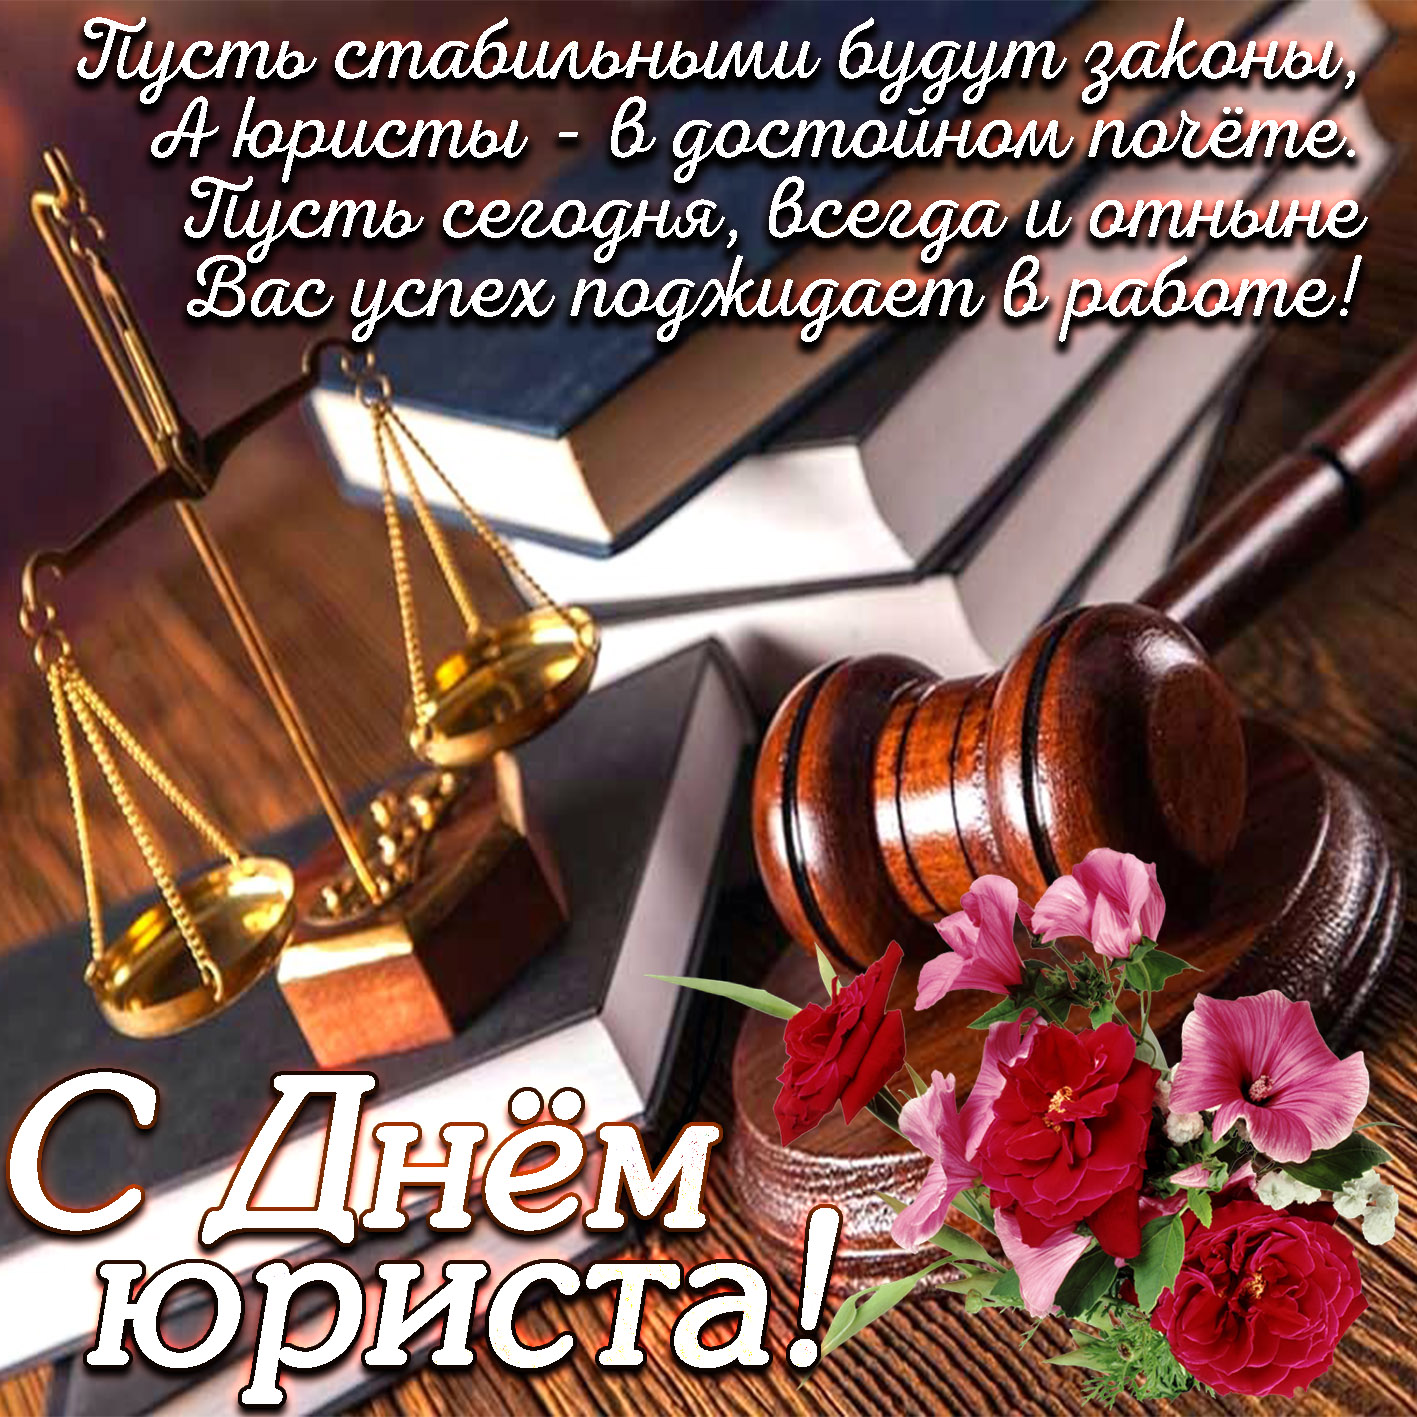 Пусть стабильными будут законы,
А юристы - в достойном почёте.
Пусть сегодня, всегда и отныне
Вас успех поджидает в работе!
С Днём
юриста!